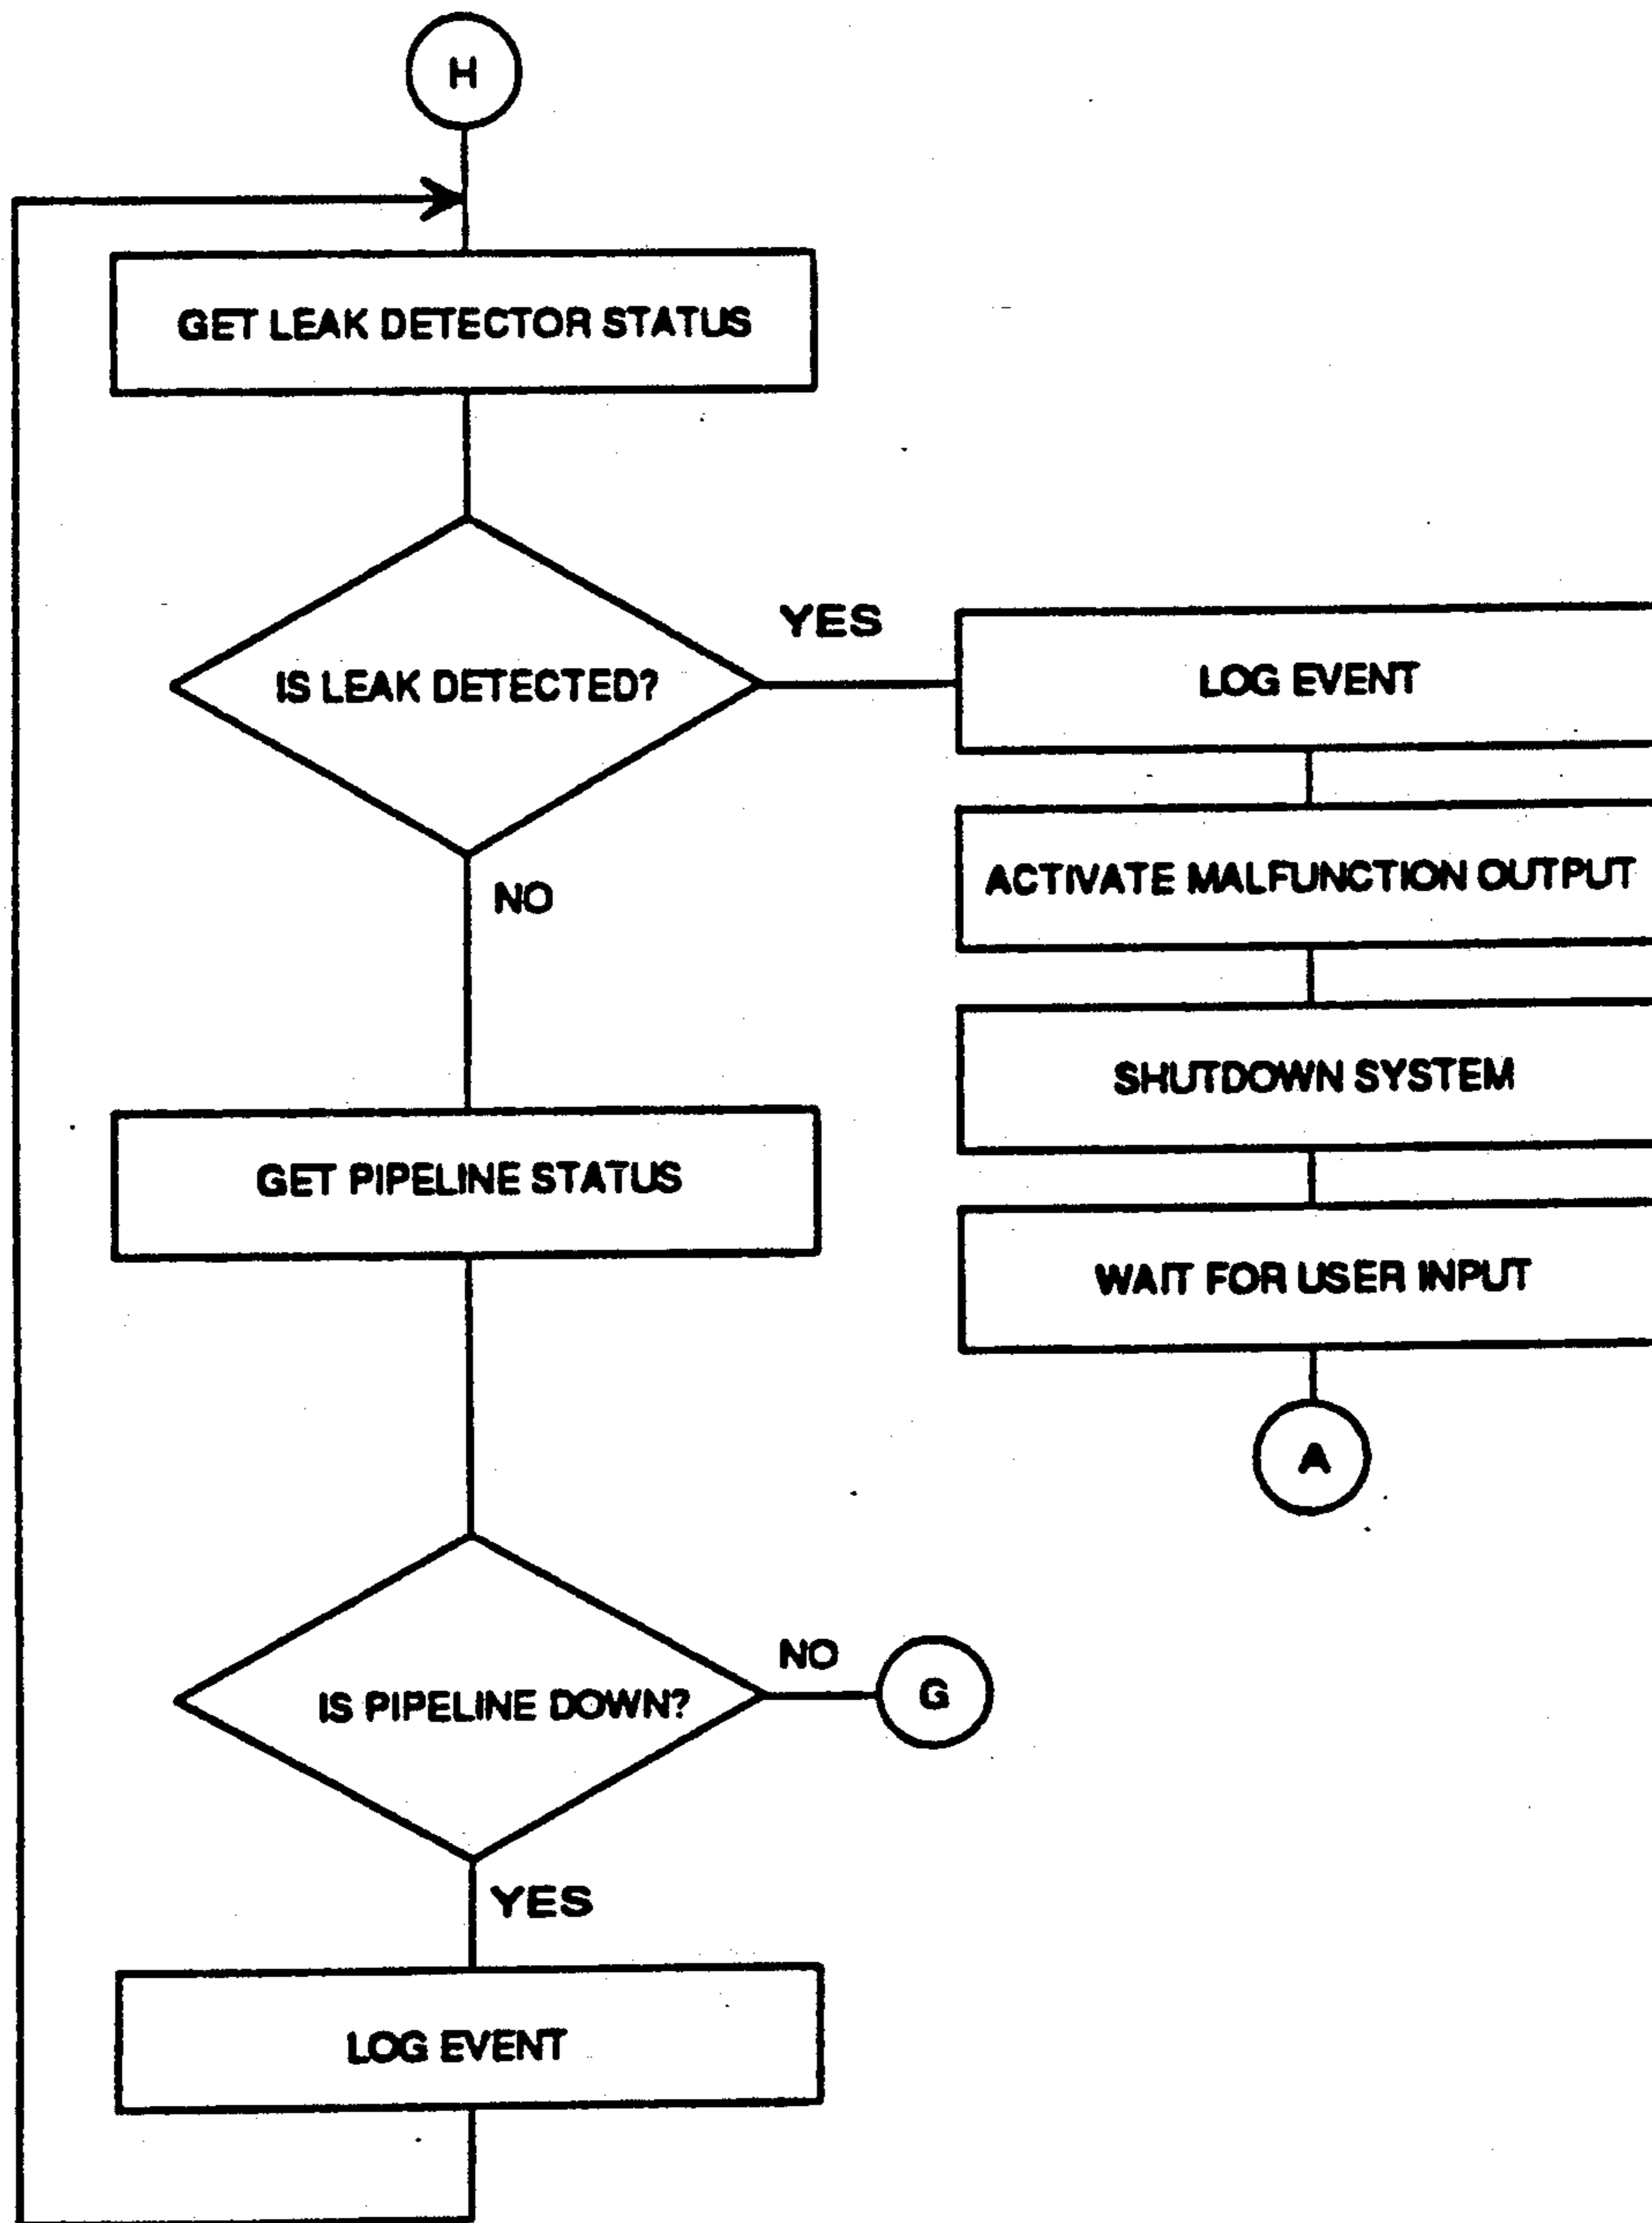 H
GET LEAK DETECTOR STATUS
IS LEAK DETECTED?
YES
LOG EVENT
ACTIVATE MALFUNCTION OUTPUT
SHUTDOWN SYSTEM
WAIT FOR USER INPUT
A
NO
GET PIPELINE STATUS
IS PIPELINE DOWN?
NO
G
YES
LOG EVENT